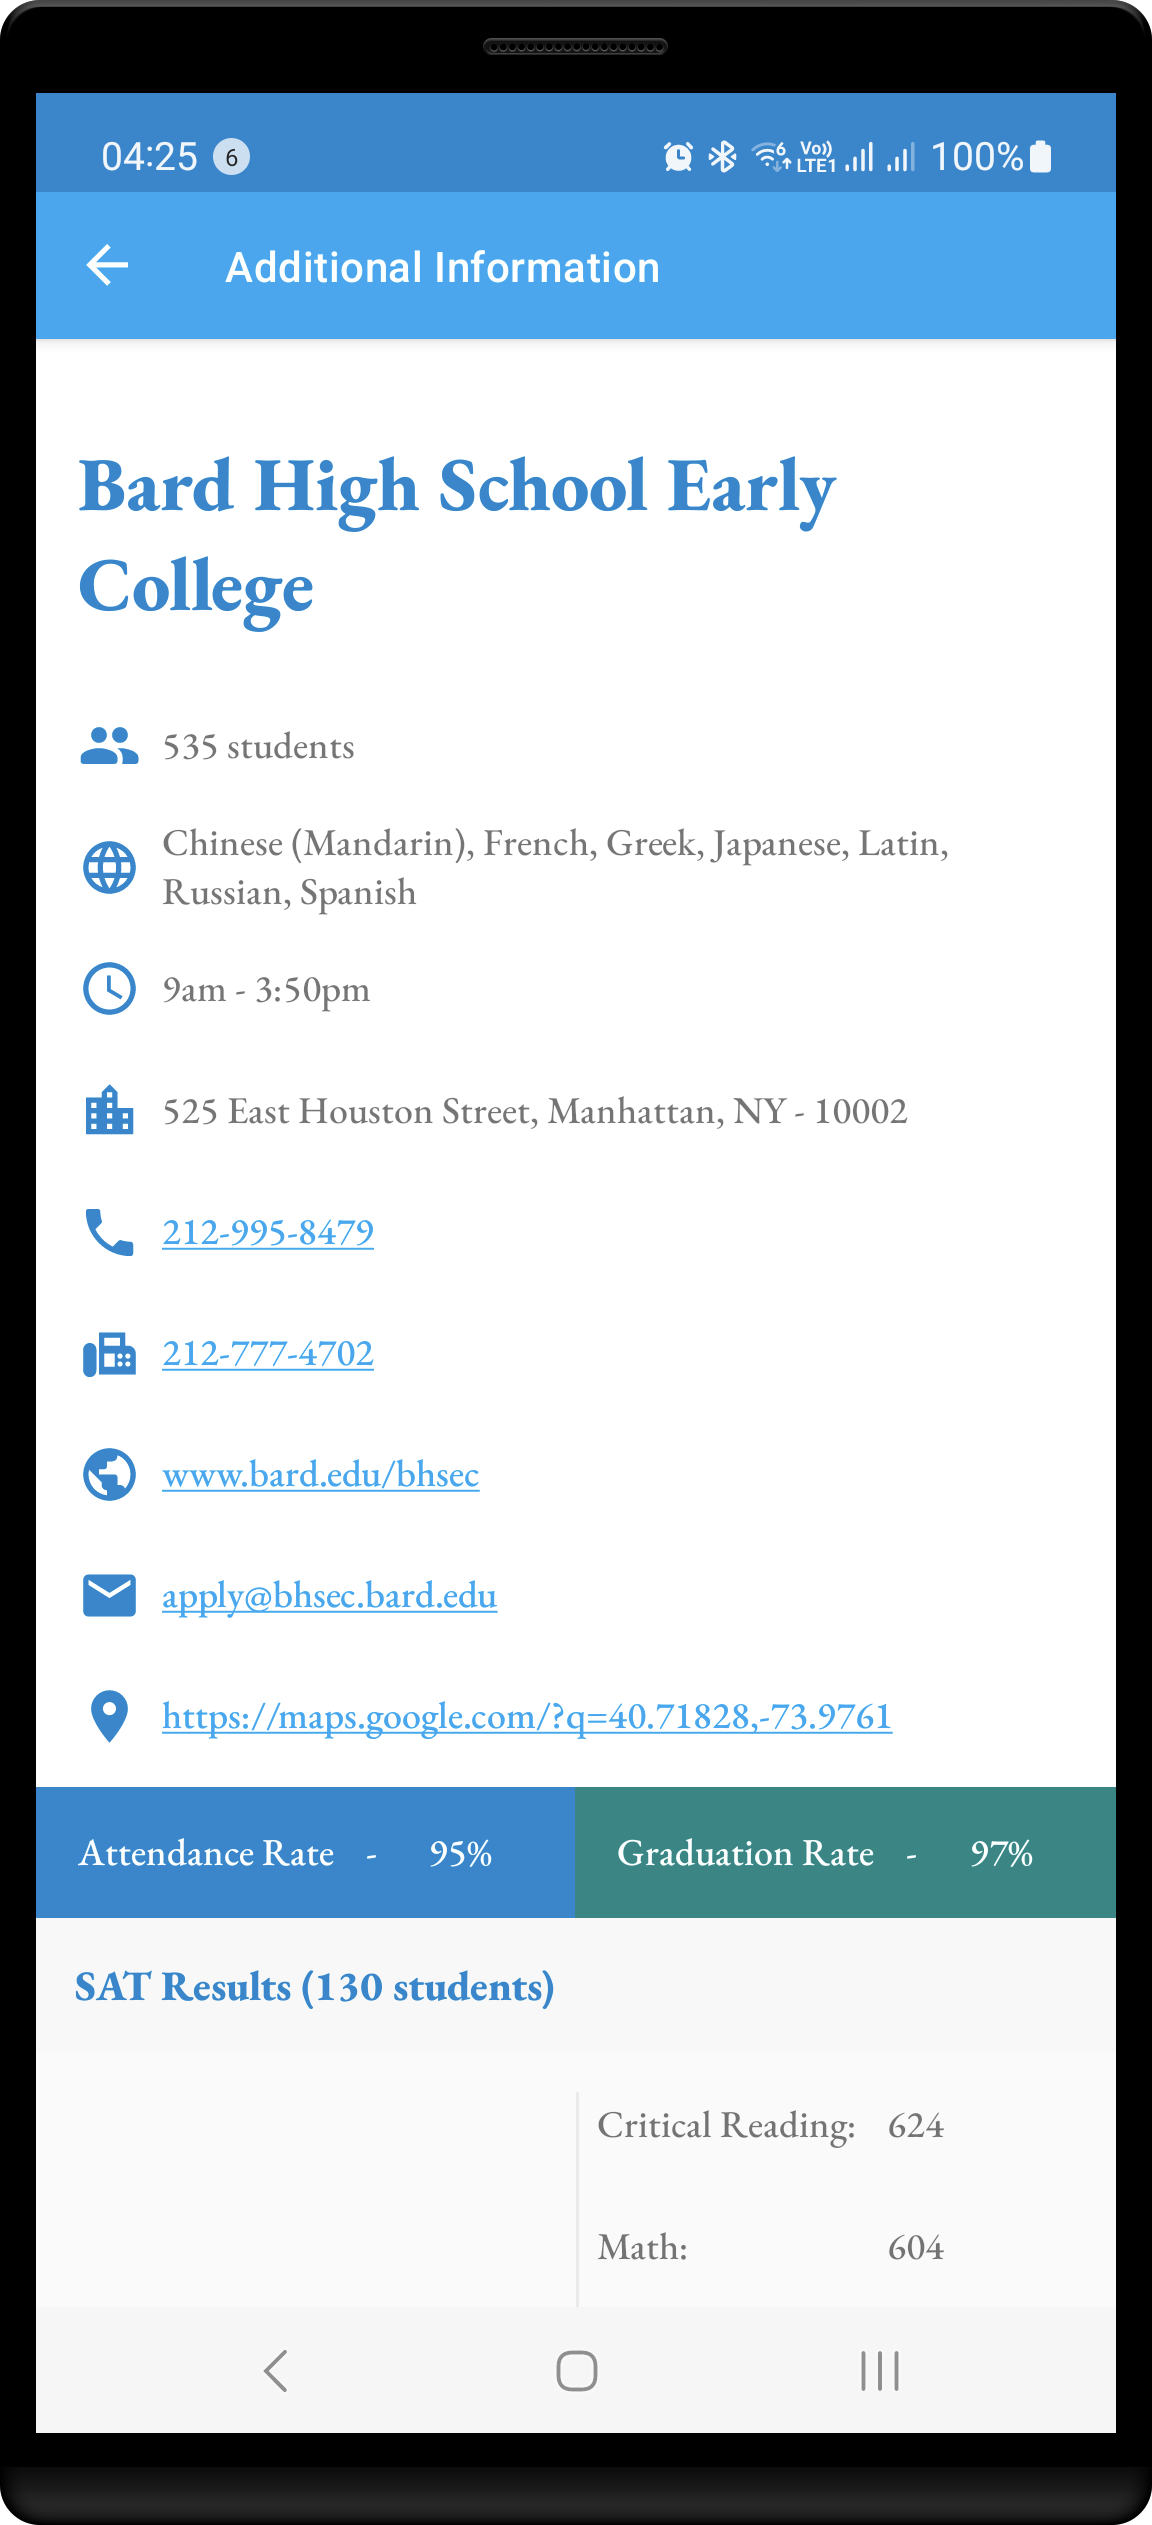 04:25 6 Vo)) LTE1 6 100%
Additional Information
Bard High School Early
College
535 students
Chinese (Mandarin), French, Greek, Japanese, Latin,
Russian, Spanish
9am - 3:50pm
525 East Houston Street, Manhattan, NY - 10002
212-995-8479
212-777-4702
www.bard.edu/bhsec
apply@bhsec.bard.edu
https://maps.google.com/?q=40.71828,-73.9761
Attendance Rate - 95% Graduation Rate - 97%
SAT Results (130 students)
Critical Reading: 624
Math: 604